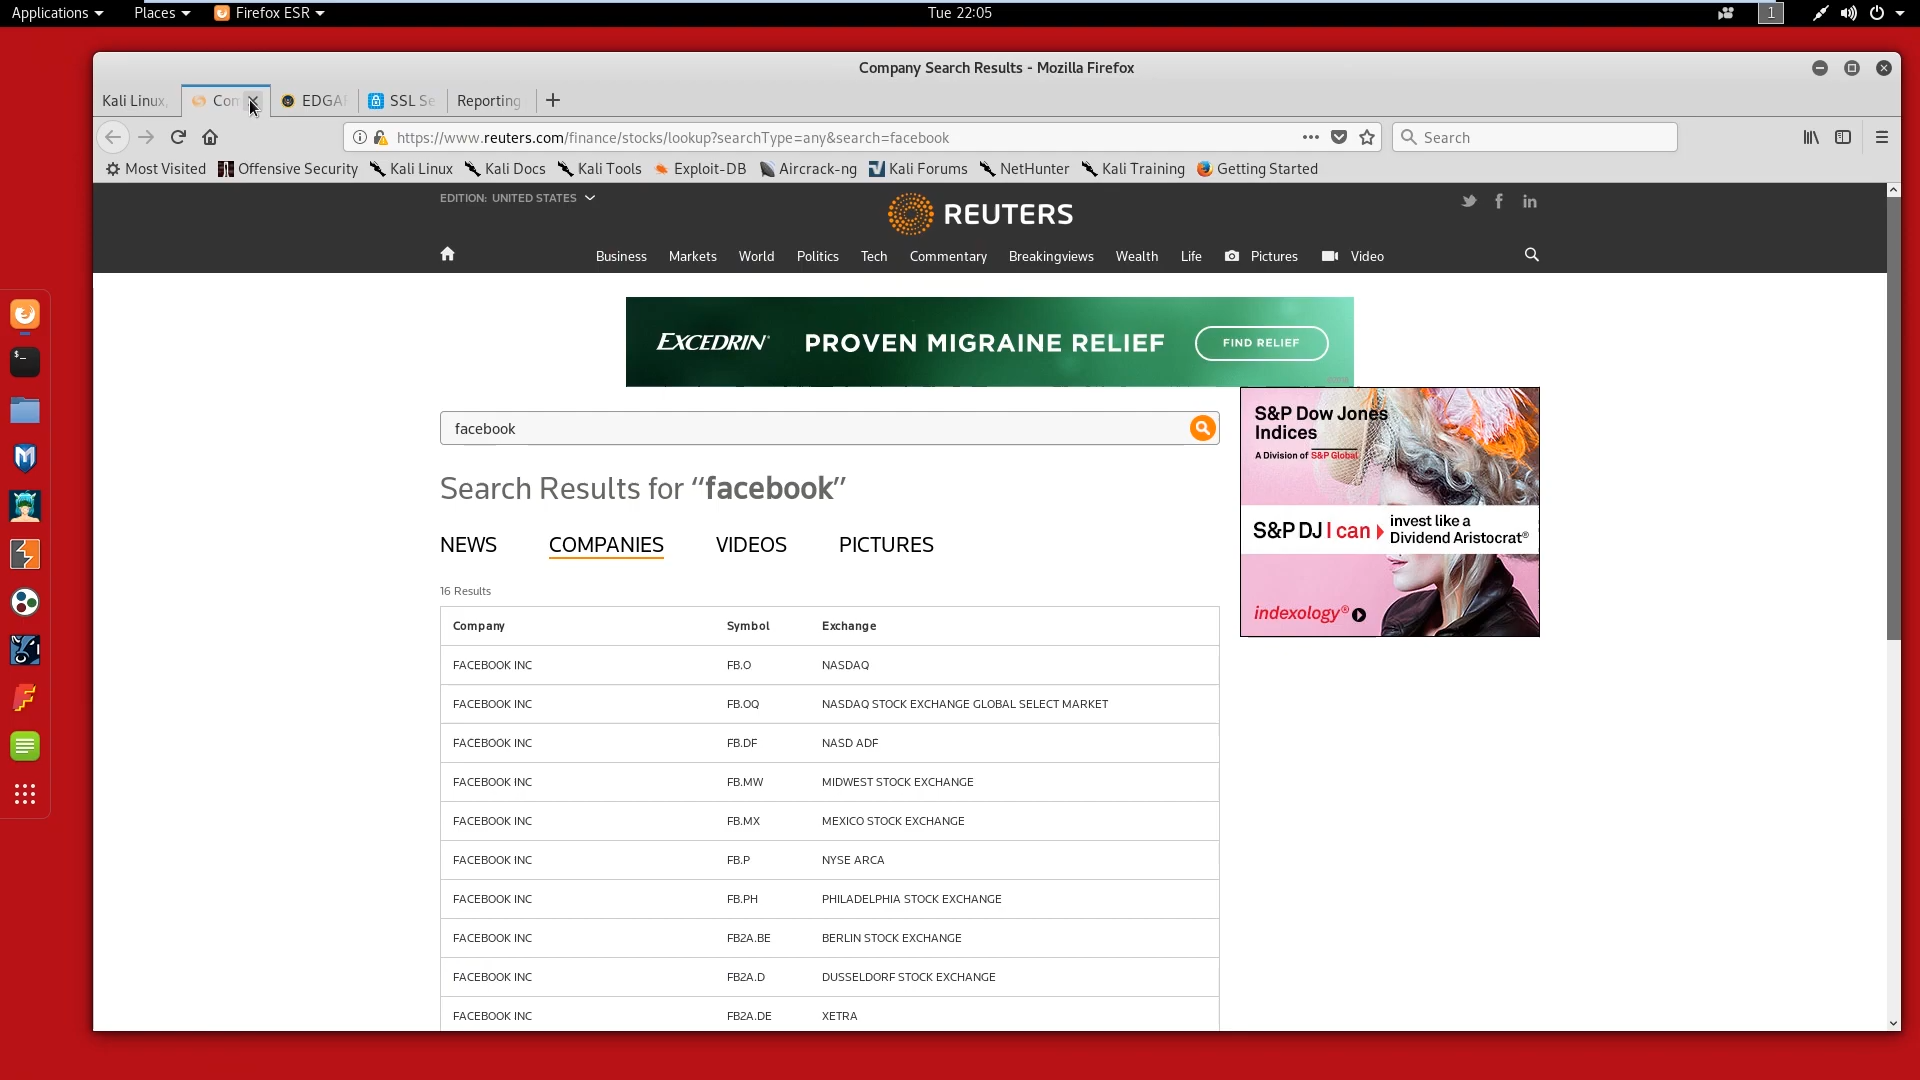 Applications Places Firefox ESR Tue 22:05 1
Company Search Results - Mozilla Firefox
Kali Linux, Com EDGA SSL Se Reporting
https://www.reuters.com/finance/stocks/lookup?searchType=any&search=facebook Search
Most Visited Offensive Security Kali Linux Kali Docs Kali Tools Exploit-DB Aircrack-ng Kali Forums NetHunter Kali Training Getting Started
EDITION: UNITED STATES
REUTERS
Business Markets World Politics Tech Commentary Breakingviews Wealth Life Pictures Video
EXCEDRIN® PROVEN MIGRAINE RELIEF FIND RELIEF
facebook
S&P Dow Jones
Indices
A Division of S&P Global
S&P DJ I can
invest like a
Dividend Aristocrat®
indexology®
Search Results for “facebook”
NEWS COMPANIES VIDEOS PICTURES
16 Results
Company Symbol Exchange
FACEBOOK INC FB.O NASDAQ
FACEBOOK INC FB.OQ NASDAQ STOCK EXCHANGE GLOBAL SELECT MARKET
FACEBOOK INC FB.DF NASD ADF
FACEBOOK INC FB.MW MIDWEST STOCK EXCHANGE
FACEBOOK INC FB.MX MEXICO STOCK EXCHANGE
FACEBOOK INC FB.P NYSE ARCA
FACEBOOK INC FB.PH PHILADELPHIA STOCK EXCHANGE
FACEBOOK INC FB2A.BE BERLIN STOCK EXCHANGE
FACEBOOK INC FB2A.D DUSSELDORF STOCK EXCHANGE
FACEBOOK INC FB2A.DE XETRA